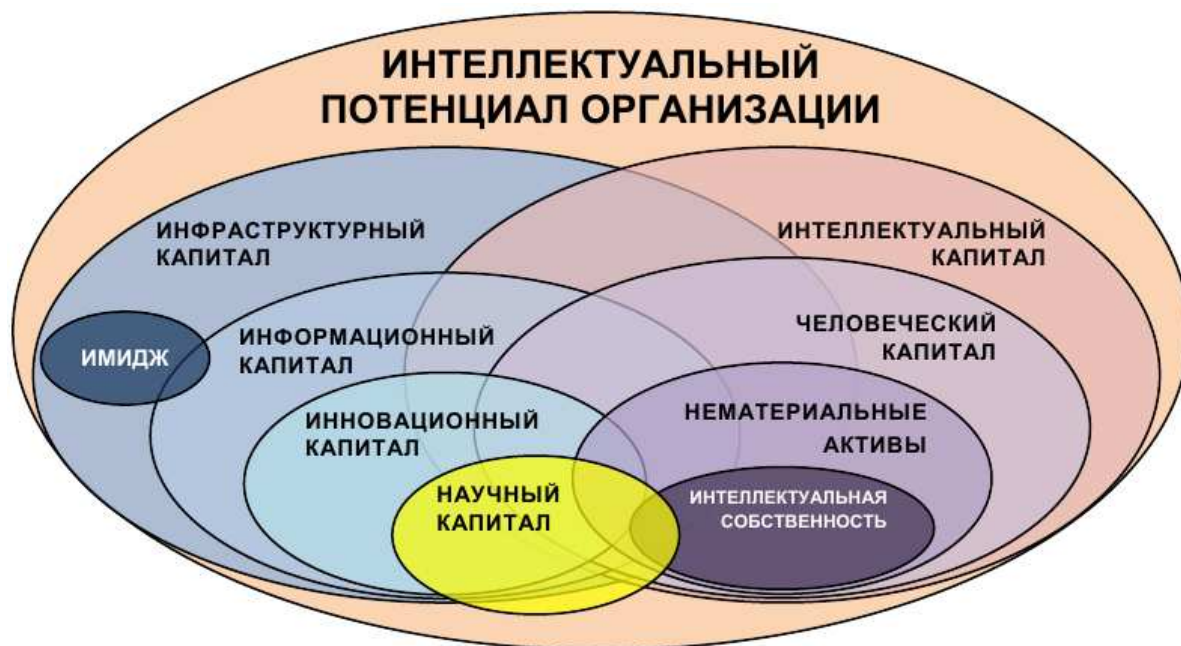 ИНТЕЛЛЕКТУАЛЬНЫЙ
ПОТЕНЦИАЛ ОРГАНИЗАЦИИ
ИНФРАСТРУКТУРНЫЙ
КАПИТАЛ
ИНТЕЛЛЕКТУАЛЬНЫЙ
КАПИТАЛ
ИМИДЖ
ИНФОРМАЦИОННЫЙ
КАПИТАЛ
ЧЕЛОВЕЧЕСКИЙ
КАПИТАЛ
ИННОВАЦИОННЫЙ
КАПИТАЛ
НЕМАТЕРИАЛЬНЫЕ
АКТИВЫ
НАУЧНЫЙ
КАПИТАЛ
ИНТЕЛЛЕКТУАЛЬНАЯ
СОБСТВЕННОСТЬ